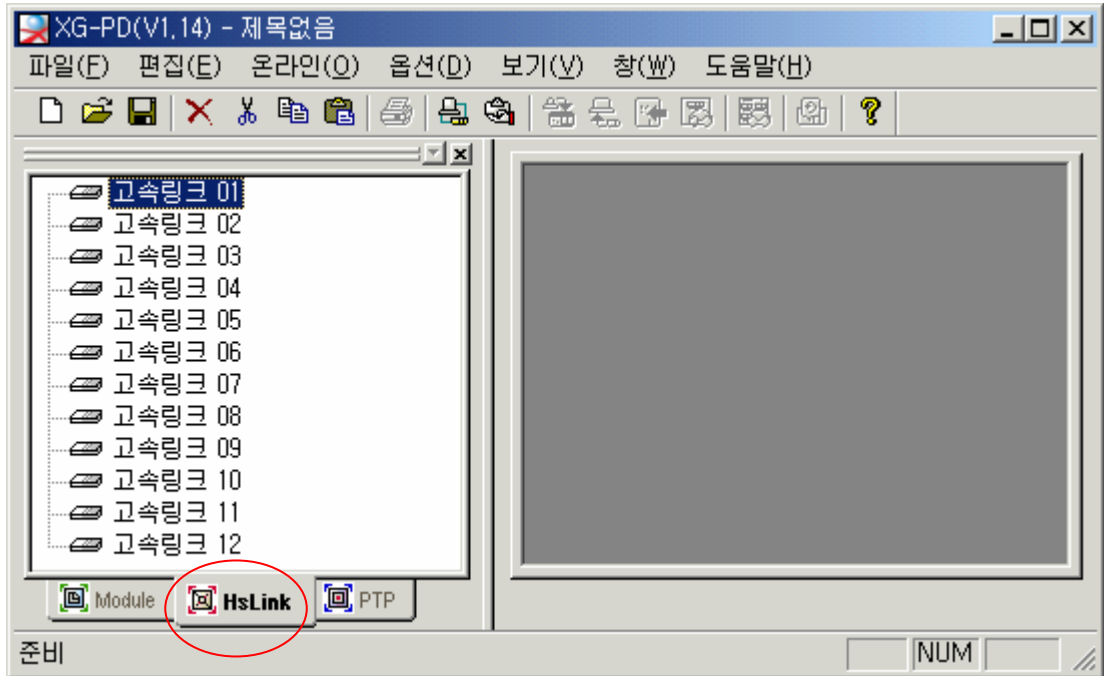 XG-PD(V1,14) - 제목없음
파일(F) 편집(E) 온라인(O) 옵션(D) 보기(V) 창(W) 도움말(H)
고속링크 01
고속링크 02
고속링크 03
고속링크 04
고속링크 05
고속링크 06
고속링크 07
고속링크 08
고속링크 09
고속링크 10
고속링크 11
고속링크 12
Module HsLink PTP
준비 NUM